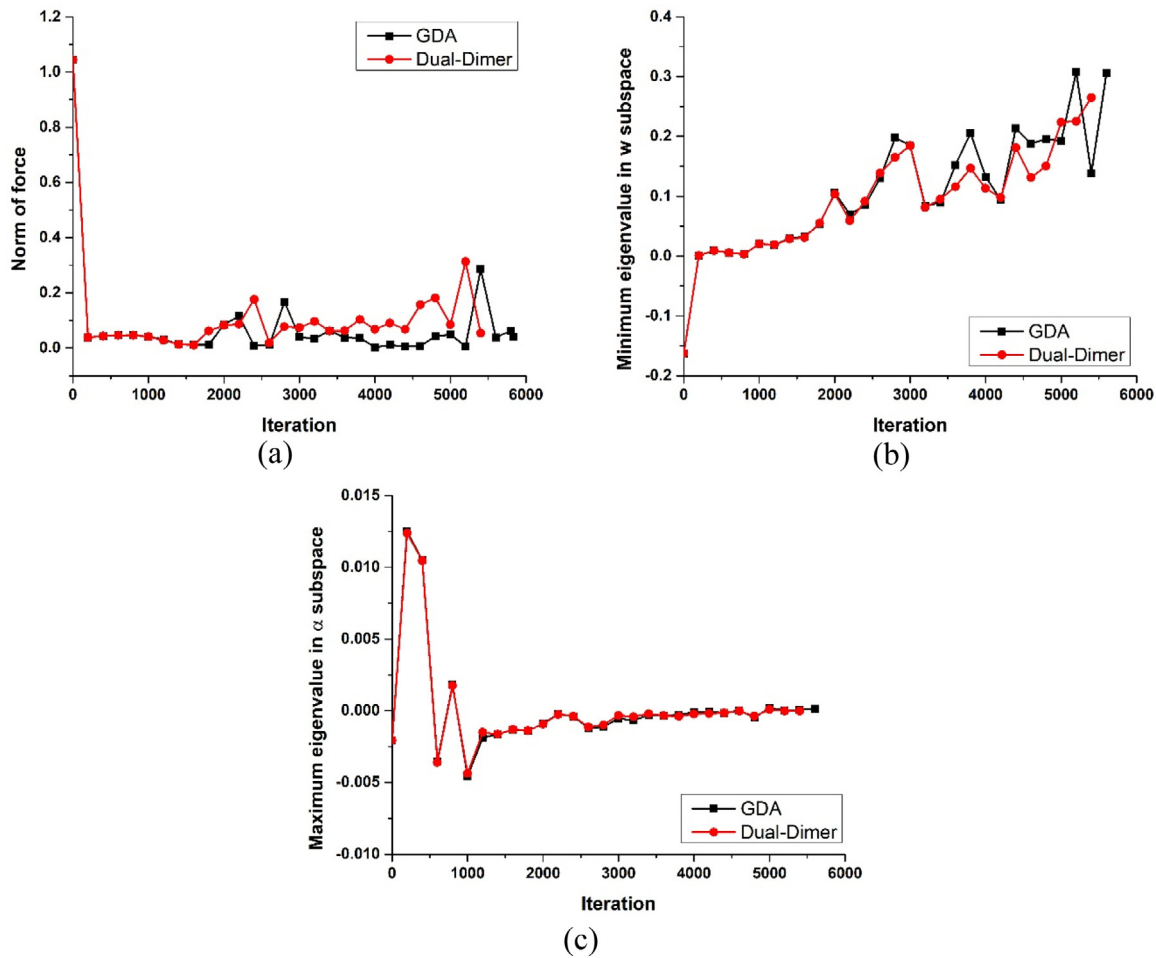 GDA
Dual-Dimer
Norm of force
1.0
0.8
0.6
0.4
0.2
0.0
0 1000 2000 3000 4000 5000 6000
Iteration
(a)
GDA
Dual-Dimer
Minimum eigenvalue in w subspace
0.4
0.3
0.2
0.1
0.0
-0.1
-0.2
0 1000 2000 3000 4000 5000 6000
Iteration
(b)
GDA
Dual-Dimer
Maximum eigenvalue in α subspace
0.015
0.010
0.005
0.000
-0.005
-0.010
0 1000 2000 3000 4000 5000 6000
Iteration
(c)